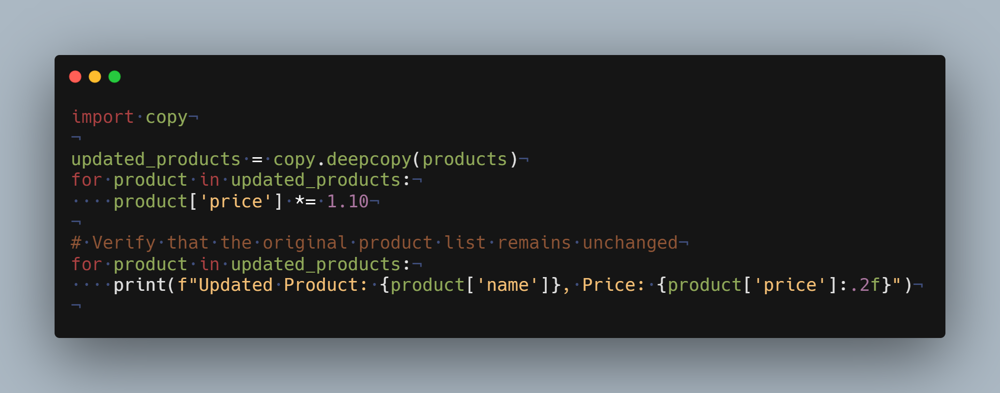 import copy

updated_products = copy.deepcopy(products)
for product in updated_products:
    product['price'] *= 1.10

# Verify that the original product list remains unchanged
for product in updated_products:
    print(f"Updated Product: {product['name']}, Price: {product['price']:.2f}")